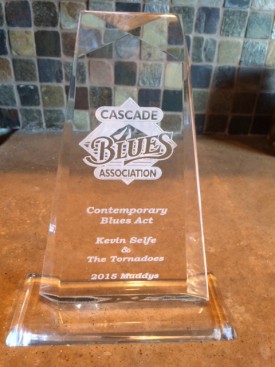 CASCADE
BLUES
ASSOCIATION
Contemporary
Blues Act
Kevin Selfe
&
The Tornadoes
2015 Muddys